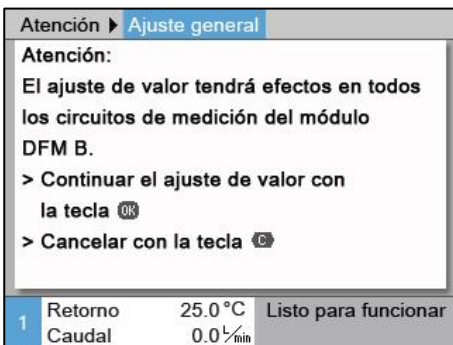 Atención ▶ Ajuste general
Atención:
El ajuste de valor tendrá efectos en todos
los circuitos de medición del módulo
DFM B.
> Continuar el ajuste de valor con
la tecla OK
> Cancelar con la tecla C
1 Retorno 25.0 °C Listo para funcionar
Caudal 0.0 L/min